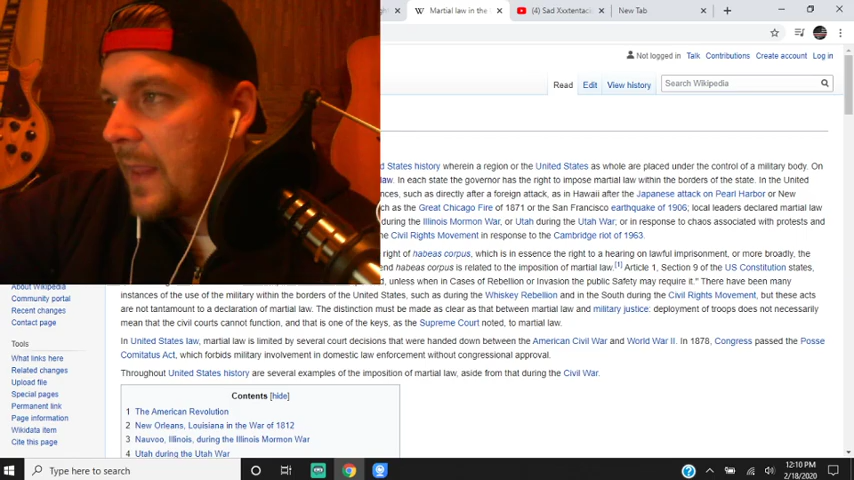 Martial law in the
(4) Sad Xxxtentaci
New Tab
Not logged in Talk Contributions Create account Log in
Read Edit View history Search Wikipedia
d States history wherein a region or the United States as whole are placed under the control of a military body. On
law. In each state the governor has the right to impose martial law within the borders of the state. In the United
nces, such as directly after a foreign attack, as in Hawaii after the Japanese attack on Pearl Harbor or New
ch as the Great Chicago Fire of 1871 or the San Francisco earthquake of 1906; local leaders declared martial law
during the Illinois Mormon War, or Utah during the Utah War; or in response to chaos associated with protests and
the Civil Rights Movement in response to the Cambridge riot of 1963.
right of habeas corpus, which is in essence the right to a hearing on lawful imprisonment, or more broadly, the
end habeas corpus is related to the imposition of martial law.[1] Article 1, Section 9 of the US Constitution states,
d, unless when in Cases of Rebellion or Invasion the public Safety may require it." There have been many
instances of the use of the military within the borders of the United States, such as during the Whiskey Rebellion and in the South during the Civil Rights Movement, but these acts
are not tantamount to a declaration of martial law. The distinction must be made as clear as that between martial law and military justice: deployment of troops does not necessarily
mean that the civil courts cannot function, and that is one of the keys, as the Supreme Court noted, to martial law.
In United States law, martial law is limited by several court decisions that were handed down between the American Civil War and World War II. In 1878, Congress passed the Posse
Comitatus Act, which forbids military involvement in domestic law enforcement without congressional approval.
Throughout United States history are several examples of the imposition of martial law, aside from that during the Civil War.
Contents [hide]
1 The American Revolution
2 New Orleans, Louisiana in the War of 1812
3 Nauvoo, Illinois, during the Illinois Mormon War
4 Utah during the Utah War
About Wikipedia
Community portal
Recent changes
Contact page
Tools
What links here
Related changes
Upload file
Special pages
Permanent link
Page information
Wikidata item
Cite this page
Type here to search
12:10 PM
2/18/2020